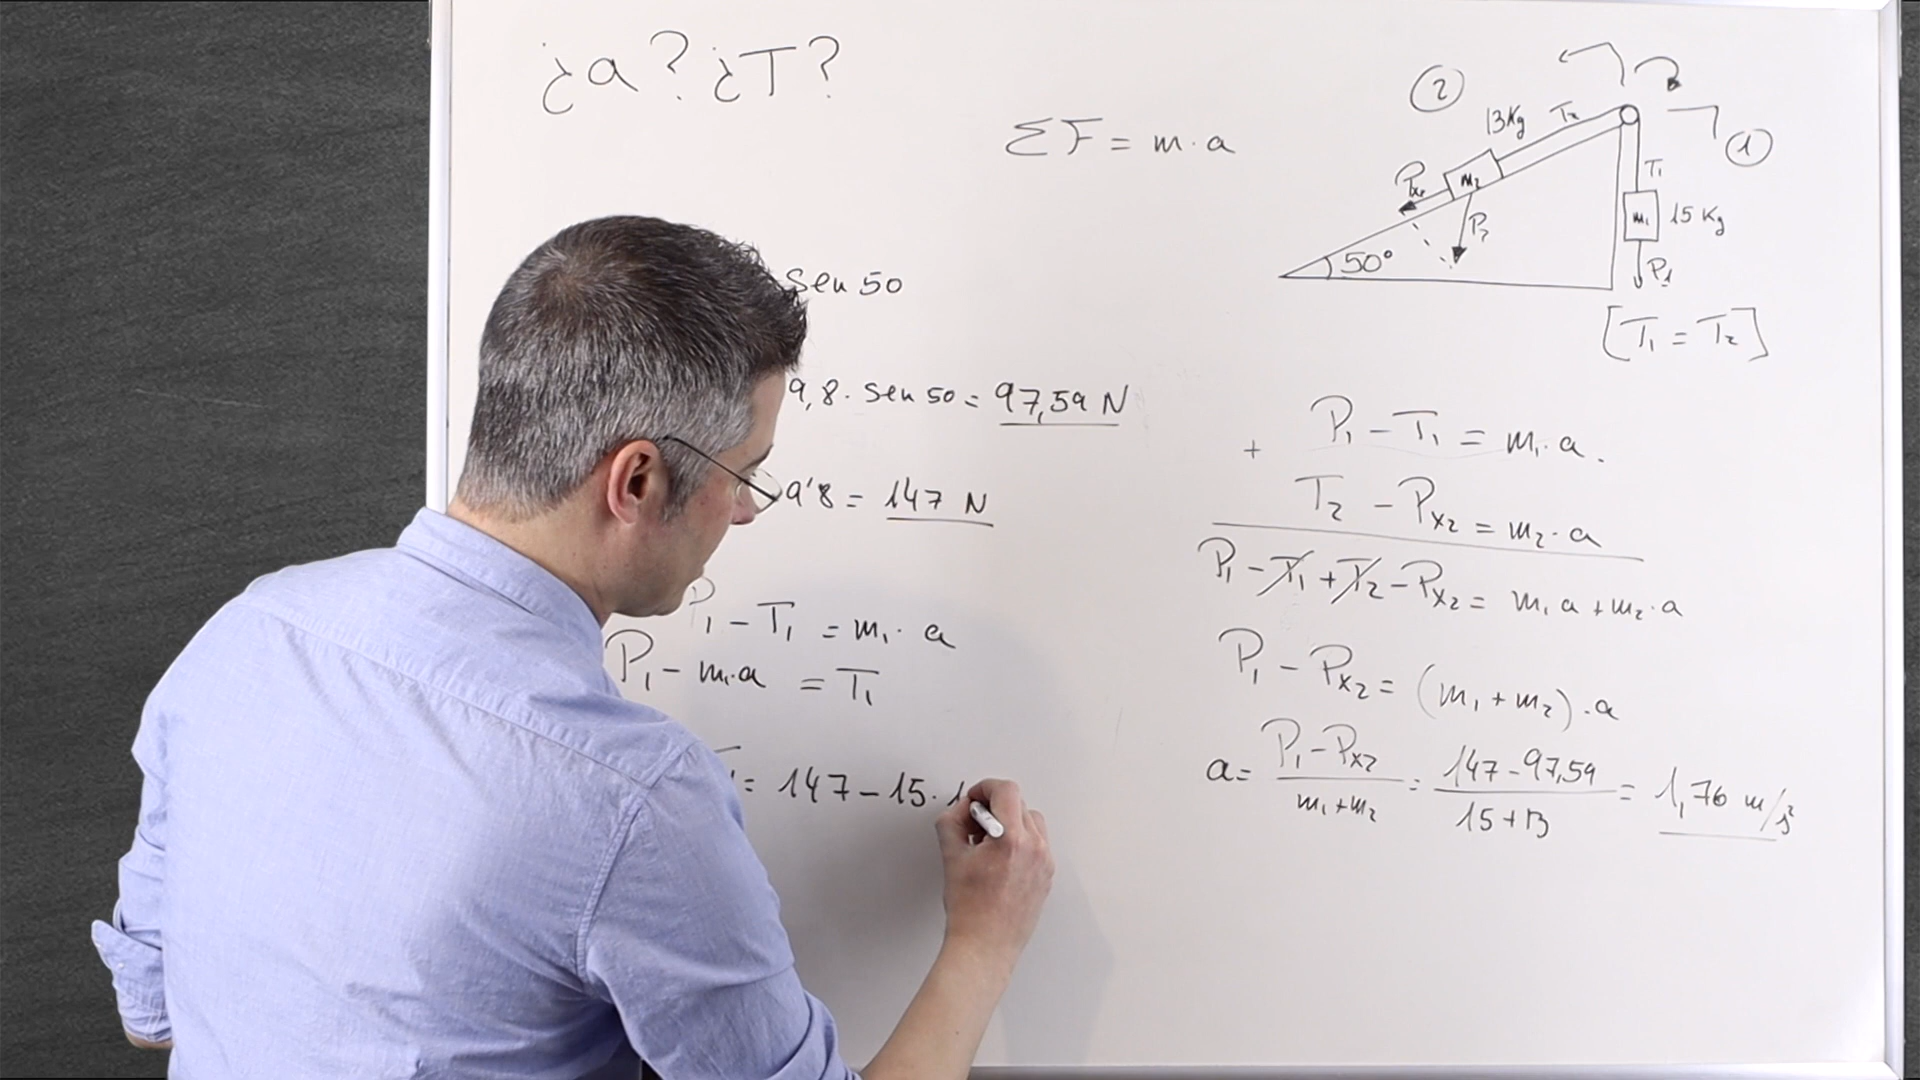 ¿a? ¿T?
ΣF = m·a
Sen 50
9,8· Sen 50 = 97,59 N
9'8 = 147 N
P₁ - T₁ = m₁· a
P₁ - m₁·a = T₁
= 147 - 15·1
②
13Kg
T₂
①
Px₂
m₂
P₂
T₁
m₁
15 Kg
P₁
50°
[T₁ = T₂]
P₁ - T₁ = m₁·a.
+
T₂ - Px₂ = m₂·a
P₁ - T₁ + T₂ - Px₂ = m₁a + m₂·a
P₁ - Px₂ = (m₁ + m₂)·a
a = P₁ - Px₂ / m₁ + m₂ = 147 - 97,59 / 15 + 13 = 1,76 m/s²